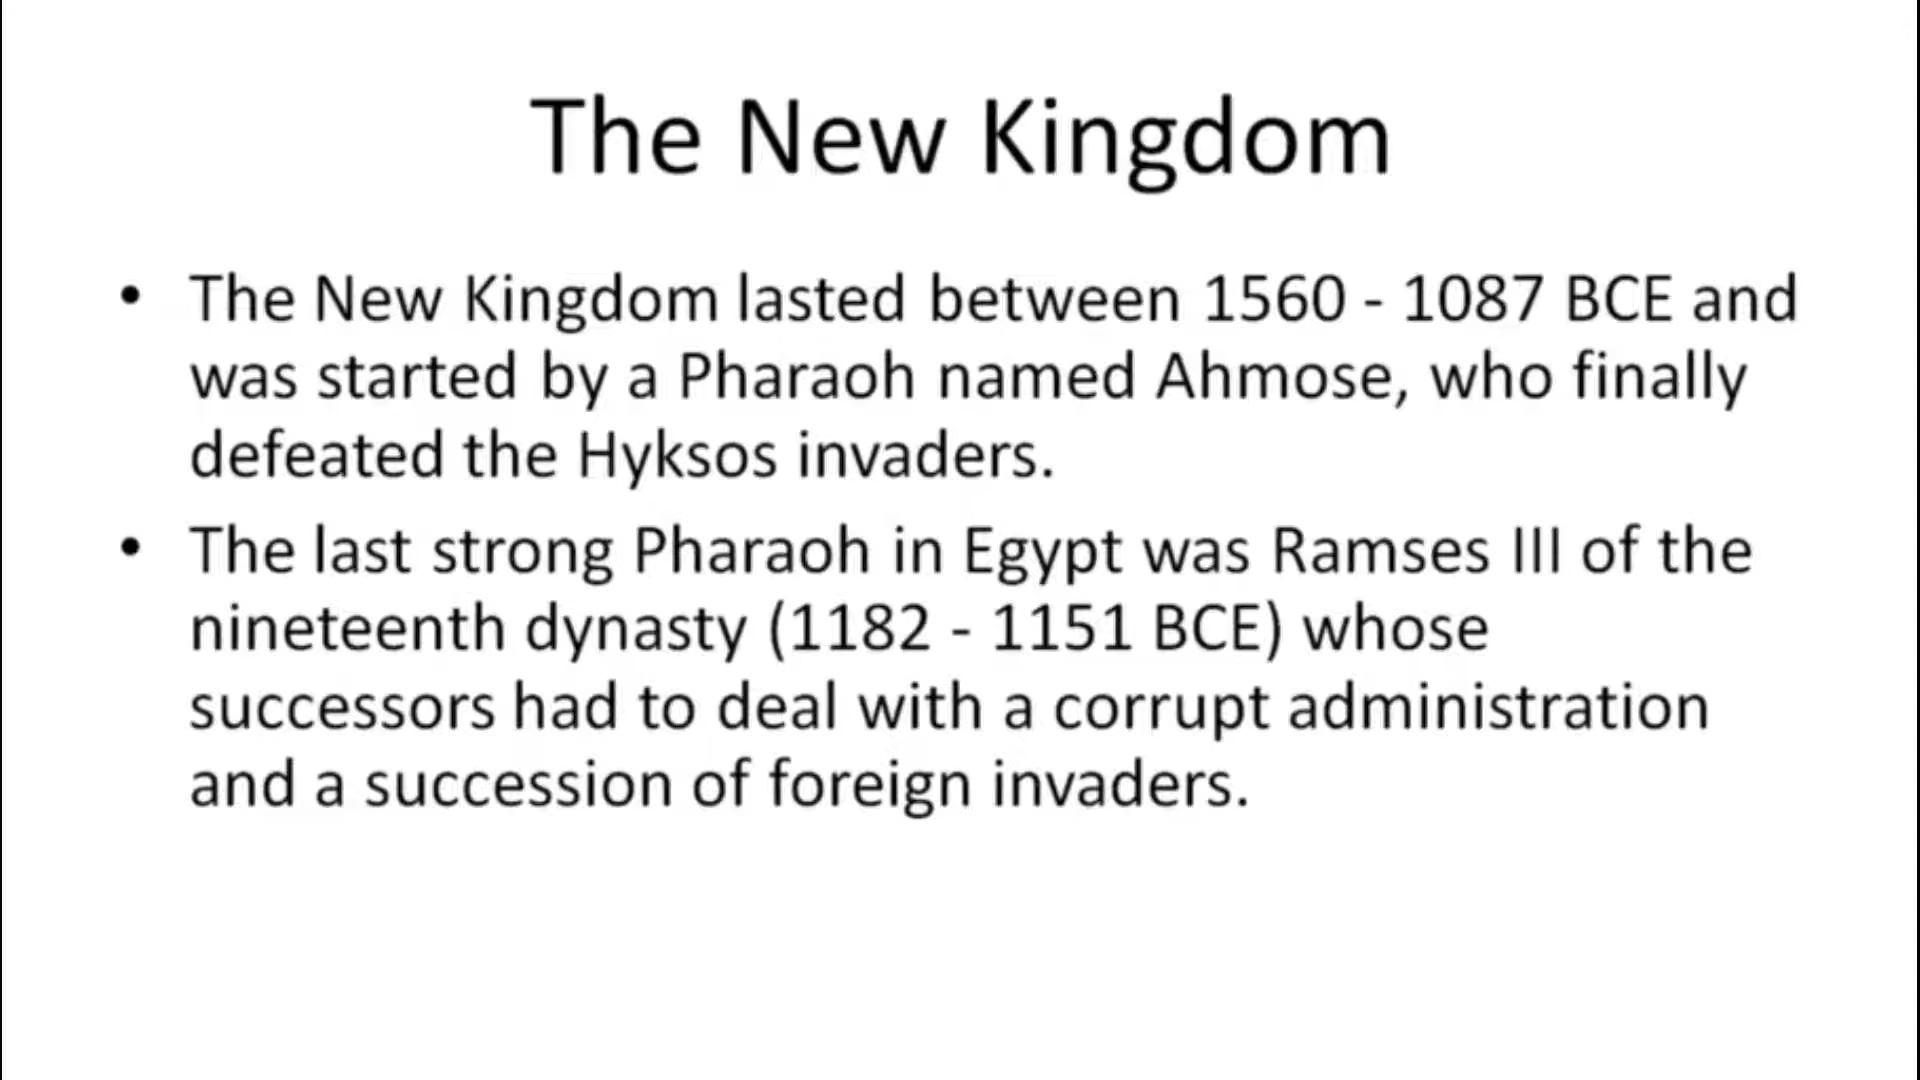 The New Kingdom
• The New Kingdom lasted between 1560 - 1087 BCE and
was started by a Pharaoh named Ahmose, who finally
defeated the Hyksos invaders.
• The last strong Pharaoh in Egypt was Ramses III of the
nineteenth dynasty (1182 - 1151 BCE) whose
successors had to deal with a corrupt administration
and a succession of foreign invaders.